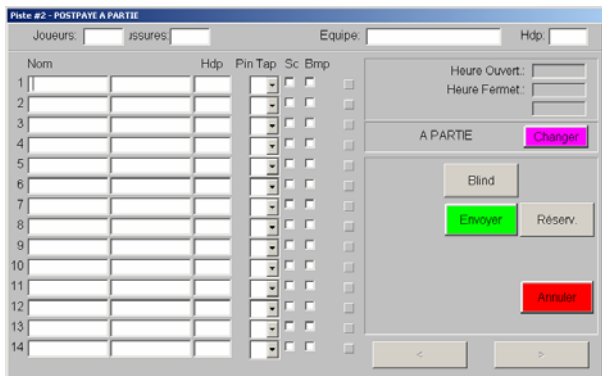 Piste #2 - POSTPAYE A PARTIE
Joueurs: ıssures: Equipe: Hdp:
Nom Hdp Pin Tap Sc Bmp
Heure Ouvert.:
Heure Fermet.:
1
2
3
4
5
6
7
8
9
10
11
12
13
14
A PARTIE Changer
Blind
Envoyer Réserv.
Annuler
< >